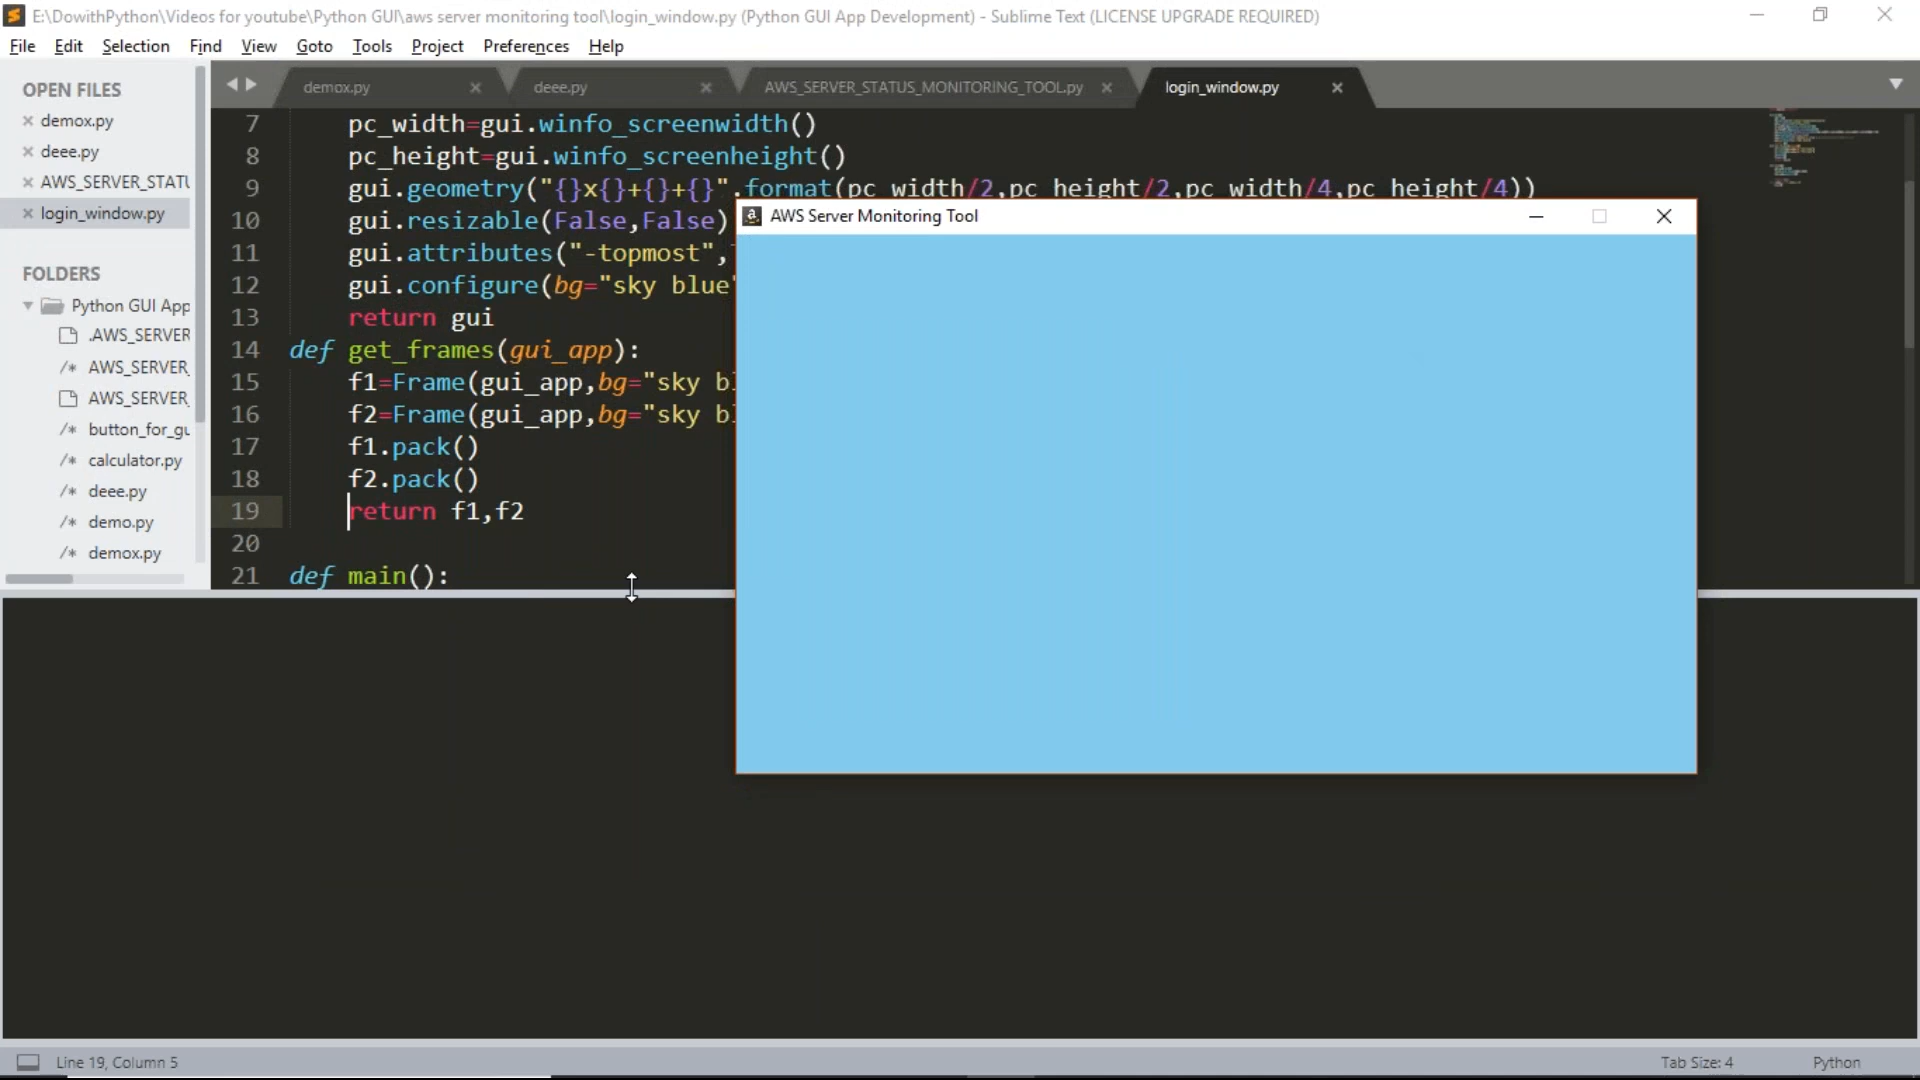 E:\DowithPython\Videos for youtube\Python GUI\aws server monitoring tool\login_window.py (Python GUI App Development) - Sublime Text (LICENSE UPGRADE REQUIRED)
File Edit Selection Find View Goto Tools Project Preferences Help
OPEN FILES
demox.py
deee.py
AWS_SERVER_STATU
login_window.py
FOLDERS
Python GUI App
.AWS_SERVER
AWS_SERVER_
AWS_SERVER_
button_for_gu
calculator.py
deee.py
demo.py
demox.py
demox.py deee.py AWS_SERVER_STATUS_MONITORING_TOOL.py login_window.py
7 pc_width=gui.winfo_screenwidth()
8 pc_height=gui.winfo_screenheight()
9 gui.geometry("{}x{}+{}+{}".format(pc_width/2,pc_height/2,pc_width/4,pc_height/4))
10 gui.resizable(False,False)
11 gui.attributes("-topmost",
12 gui.configure(bg="sky blue"
13 return gui
14 def get_frames(gui_app):
15 f1=Frame(gui_app,bg="sky bl
16 f2=Frame(gui_app,bg="sky bl
17 f1.pack()
18 f2.pack()
19 return f1,f2
20
21 def main():
AWS Server Monitoring Tool
Line 19, Column 5
Tab Size: 4 Python